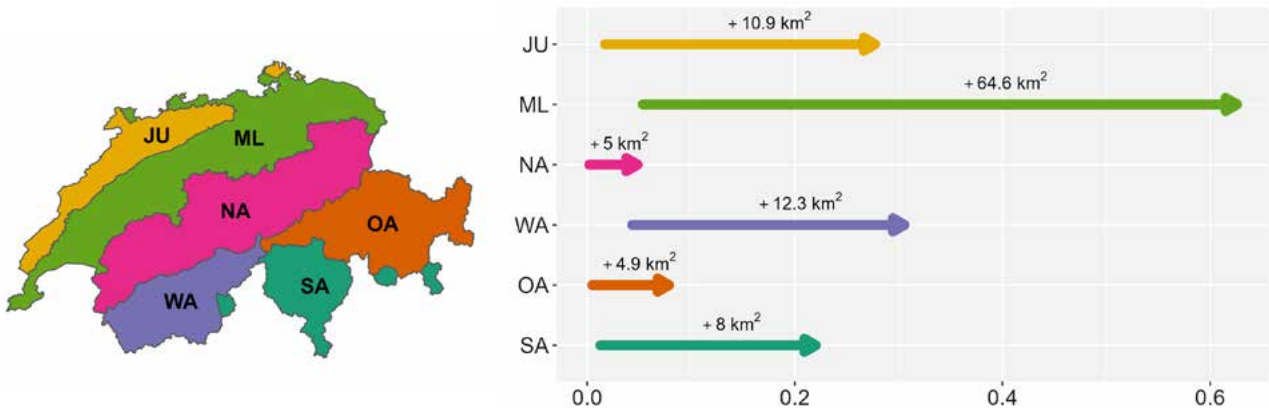 JU
ML
NA
OA
WA
SA
JU
+ 10.9 km²
ML
+ 64.6 km²
NA
+ 5 km²
WA
+ 12.3 km²
OA
+ 4.9 km²
SA
+ 8 km²
0.0 0.2 0.4 0.6